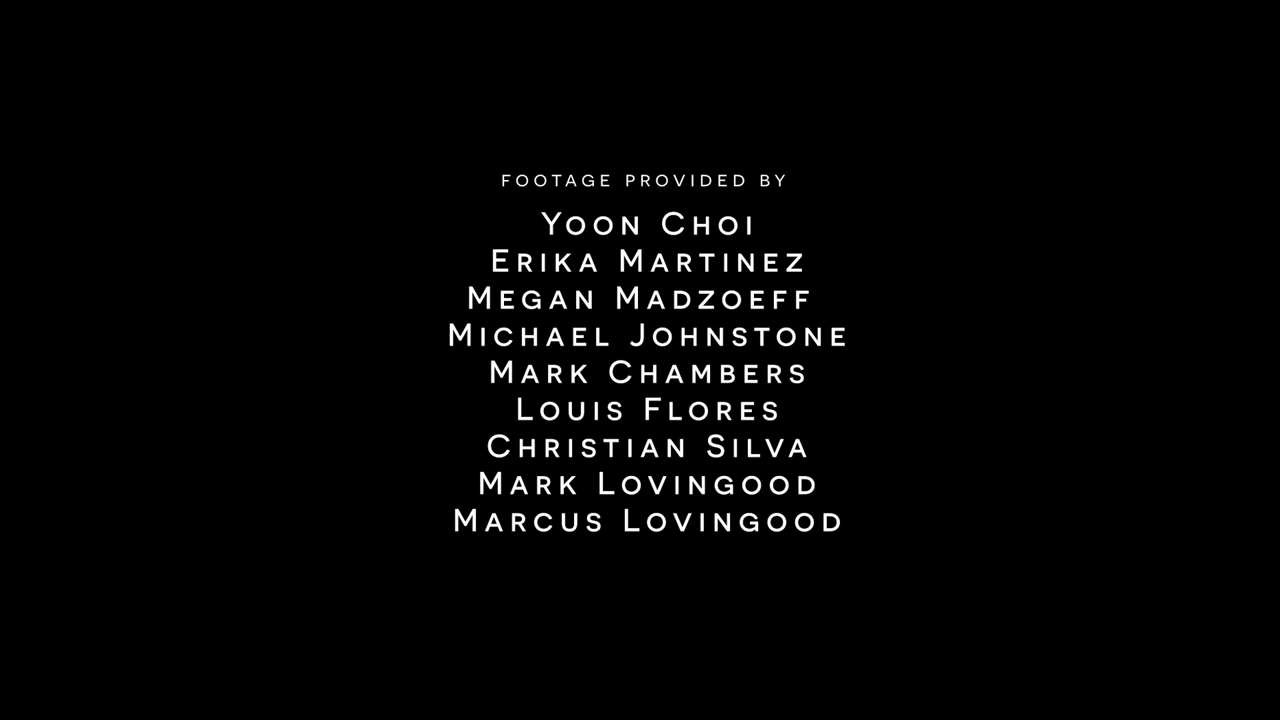 FOOTAGE PROVIDED BY
YOON CHOI
ERIKA MARTINEZ
MEGAN MADZOEFF
MICHAEL JOHNSTONE
MARK CHAMBERS
LOUIS FLORES
CHRISTIAN SILVA
MARK LOVINGOOD
MARCUS LOVINGOOD